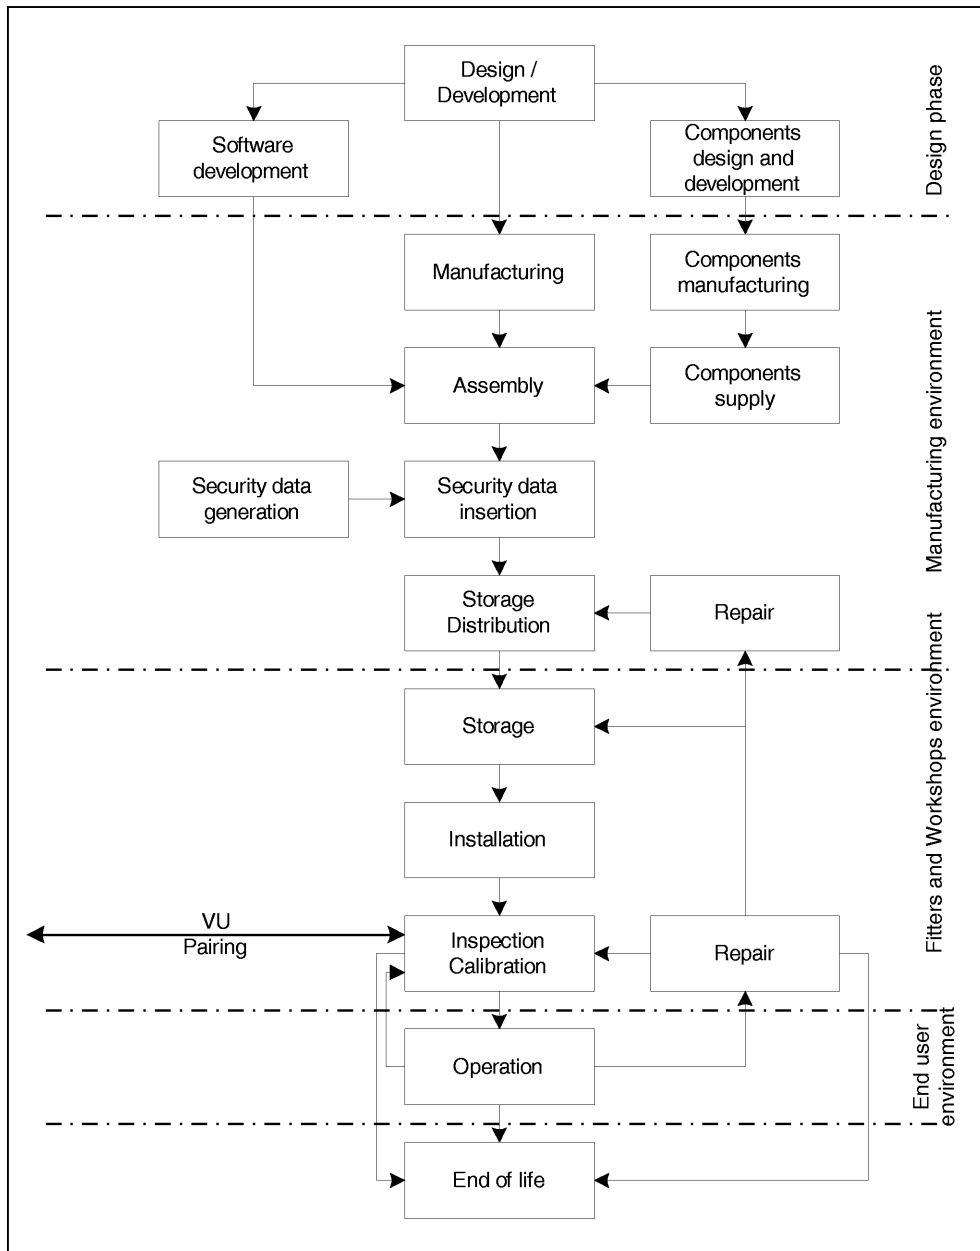 Design /
Development
Software
development
Components
design and
development
Design phase
Manufacturing
Components
manufacturing
Assembly
Components
supply
Manufacturing environment
Security data
generation
Security data
insertion
Storage
Distribution
Repair
Storage
Installation
Fitters and Workshops environment
VU
Pairing
Inspection
Calibration
Repair
Operation
End user
environment
End of life